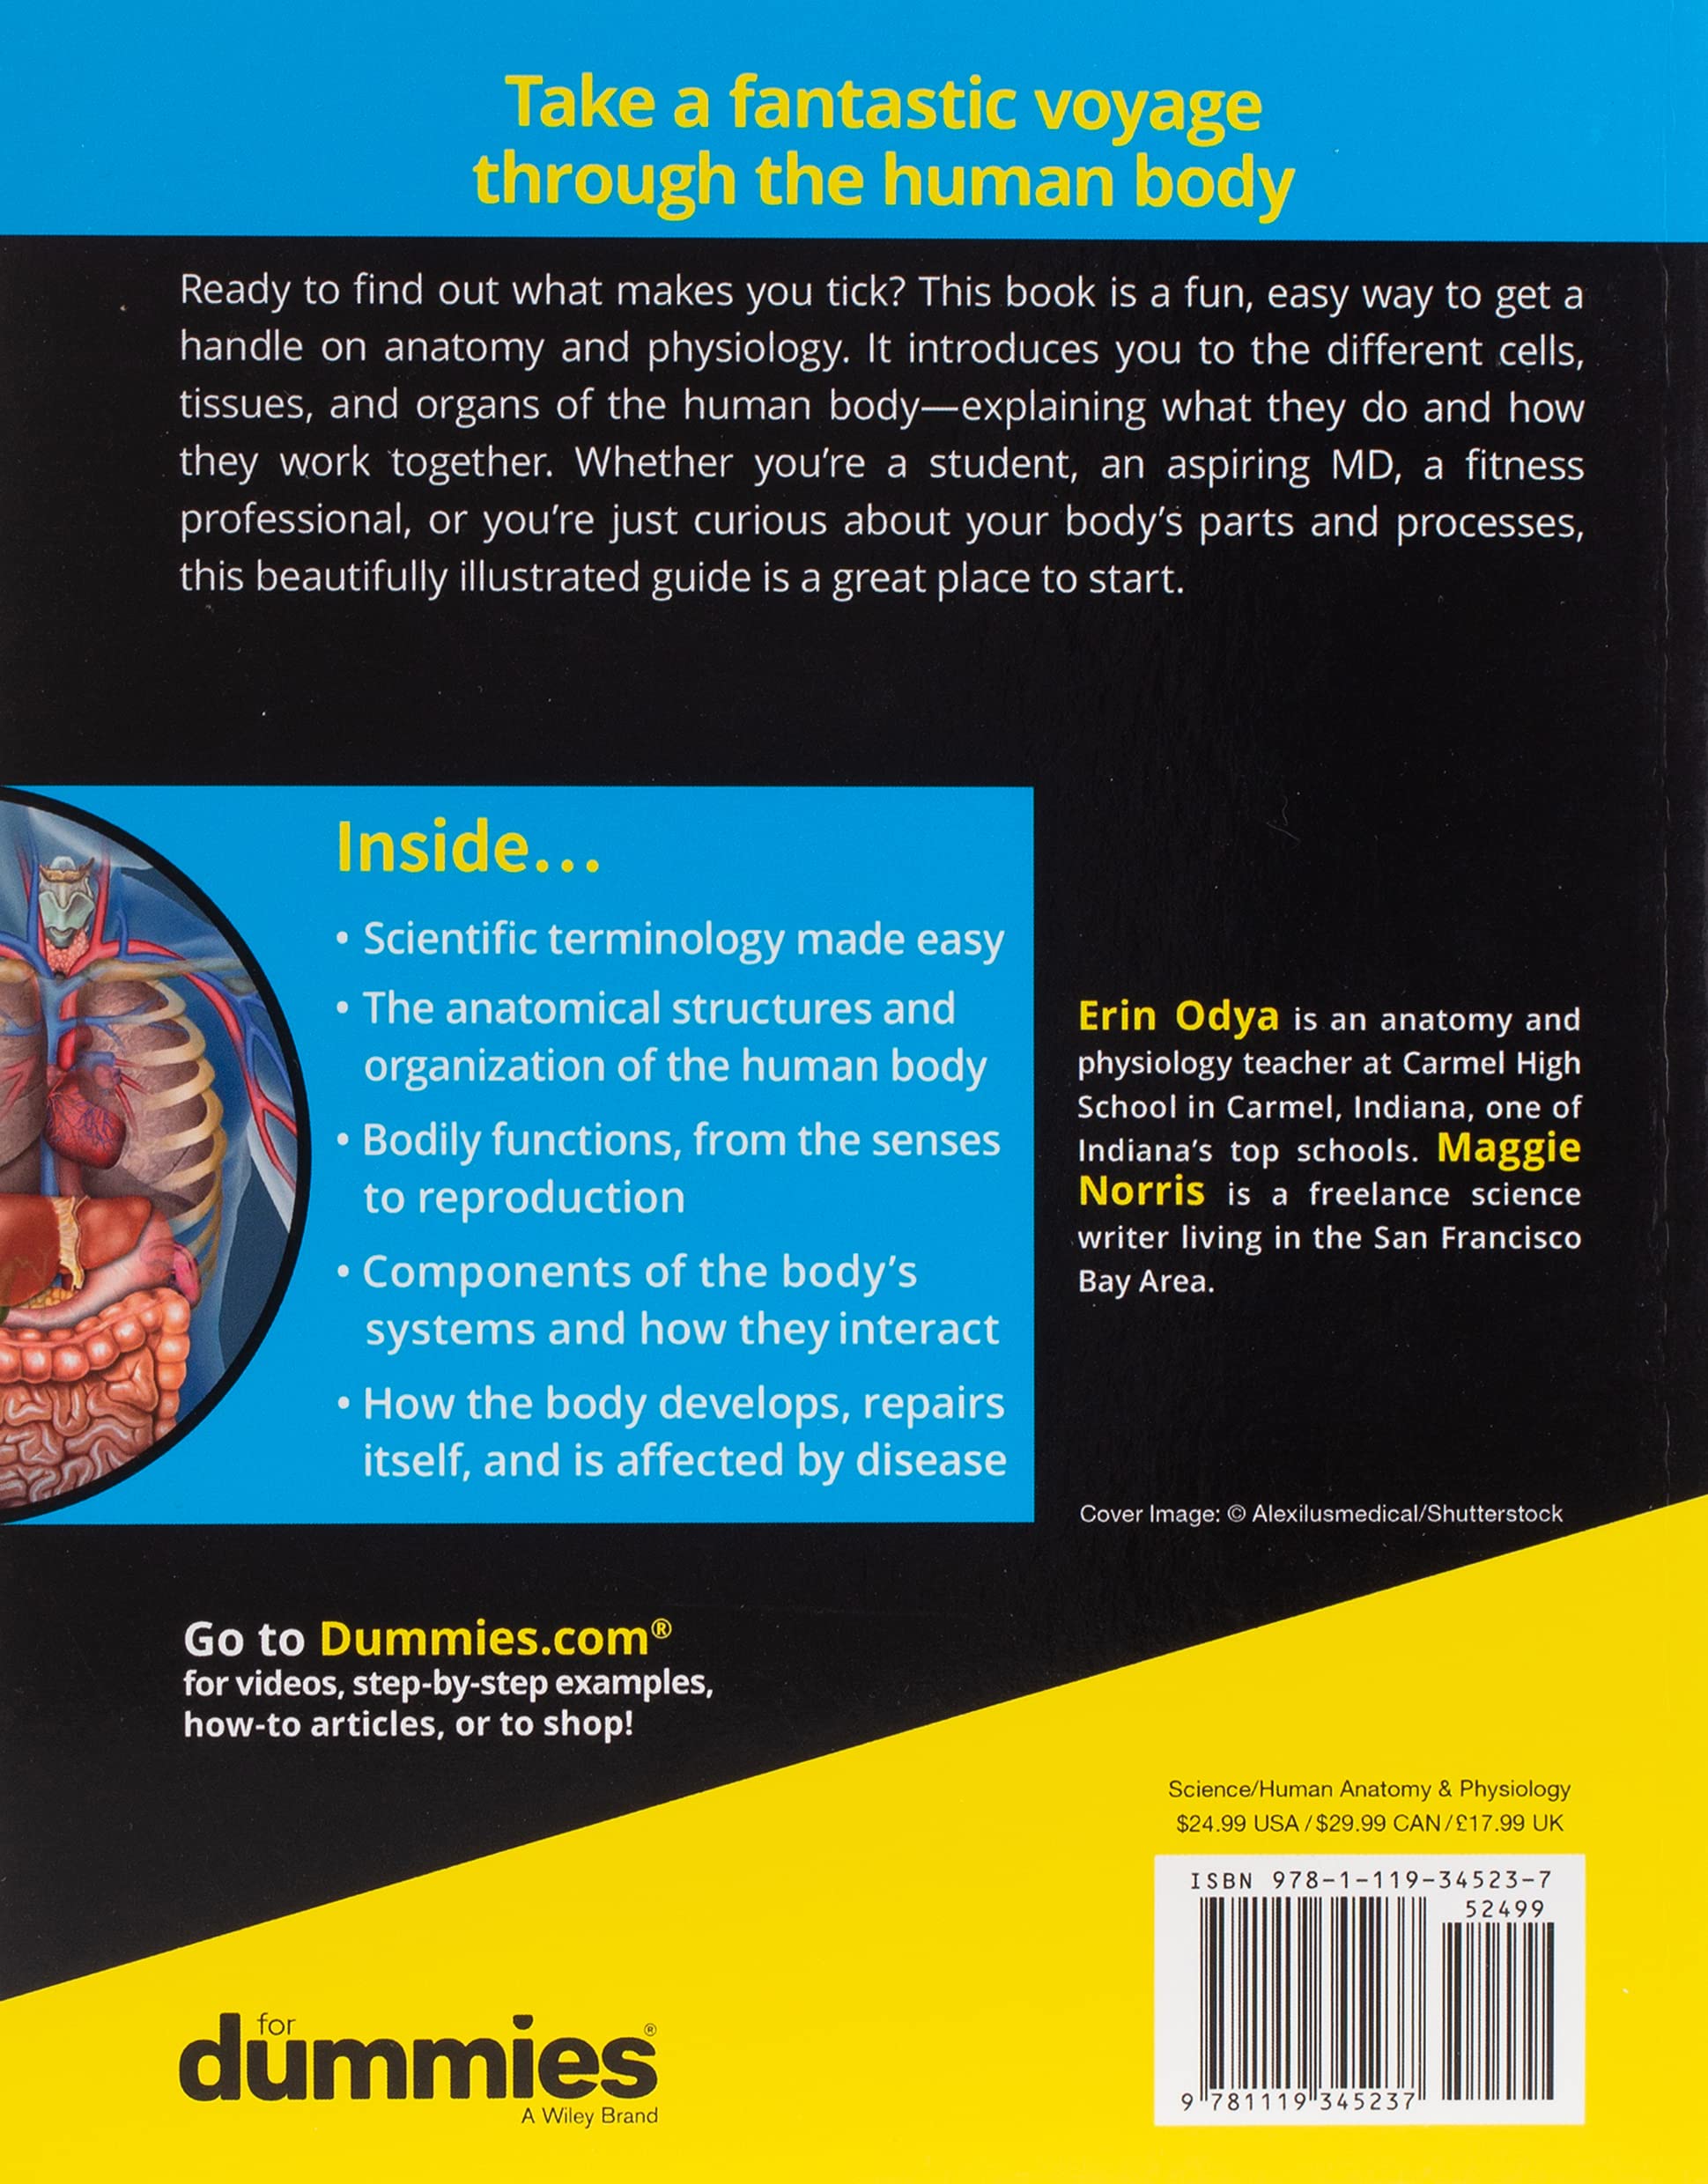 Take a fantastic voyage
through the human body
Ready to find out what makes you tick? This book is a fun, easy way to get a
handle on anatomy and physiology. It introduces you to the different cells,
tissues, and organs of the human body—explaining what they do and how
they work together. Whether you're a student, an aspiring MD, a fitness
professional, or you're just curious about your body's parts and processes,
this beautifully illustrated guide is a great place to start.
Inside...
• Scientific terminology made easy
• The anatomical structures and
organization of the human body
• Bodily functions, from the senses
to reproduction
• Components of the body's
systems and how they interact
• How the body develops, repairs
itself, and is affected by disease
Erin Odya is an anatomy and
physiology teacher at Carmel High
School in Carmel, Indiana, one of
Indiana's top schools. Maggie
Norris is a freelance science
writer living in the San Francisco
Bay Area.
Cover Image: © Alexilusmedical/Shutterstock
Go to Dummies.com®
for videos, step-by-step examples,
how-to articles, or to shop!
Science/Human Anatomy & Physiology
$24.99 USA / $29.99 CAN / £17.99 UK
ISBN 978-1-119-34523-7
52499
9 781119 345237
for
dummies®
A Wiley Brand